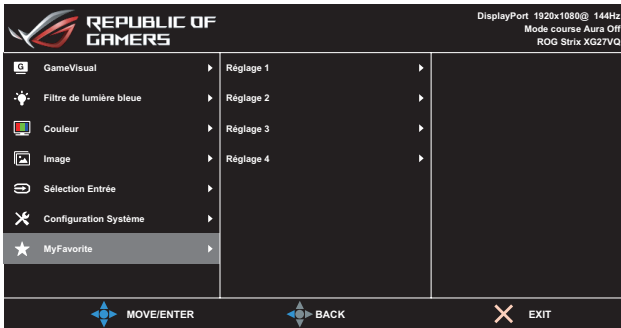 REPUBLIC OF
GAMERS
DisplayPort 1920x1080@ 144Hz
Mode course Aura Off
ROG Strix XG27VQ
G
GameVisual
Filtre de lumière bleue
Couleur
Image
Sélection Entrée
Configuration Système
MyFavorite
Réglage 1
Réglage 2
Réglage 3
Réglage 4
MOVE/ENTER
BACK
EXIT